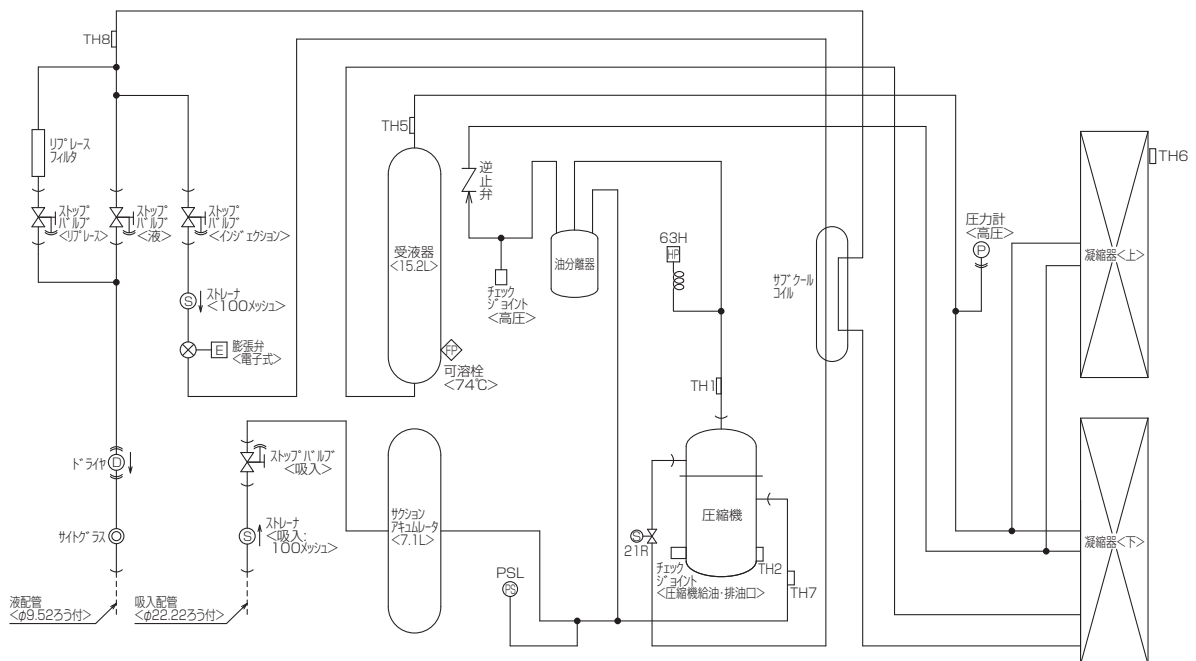 TH8
リプレース
フィルタ
ストップ
バルブ
<リプレース>
ストップ
バルブ
<液>
ストップ
バルブ
<インジェクション>
S
ストレーナ
<100メッシュ>
E
膨張弁
<電子式>
D
ドライヤ
サイトグラス
液配管
<φ9.52ろう付>
吸入配管
<φ22.22ろう付>
ストップバルブ
<吸入>
S
ストレーナ
<吸入:
100メッシュ>
TH5
受液器
<15.2L>
FP
可溶栓
<74℃>
サクション
アキュムレータ
<7.1L>
逆止弁
チェック
ジョイント
<高圧>
油分離器
63H
HP
TH1
圧縮機
S
21R
チェック
ジョイント
<圧縮機給油・排油口>
TH2
TH7
PSL
PS
サブクール
コイル
圧力計
<高圧>
P
凝縮器<上>
TH6
凝縮器<下>